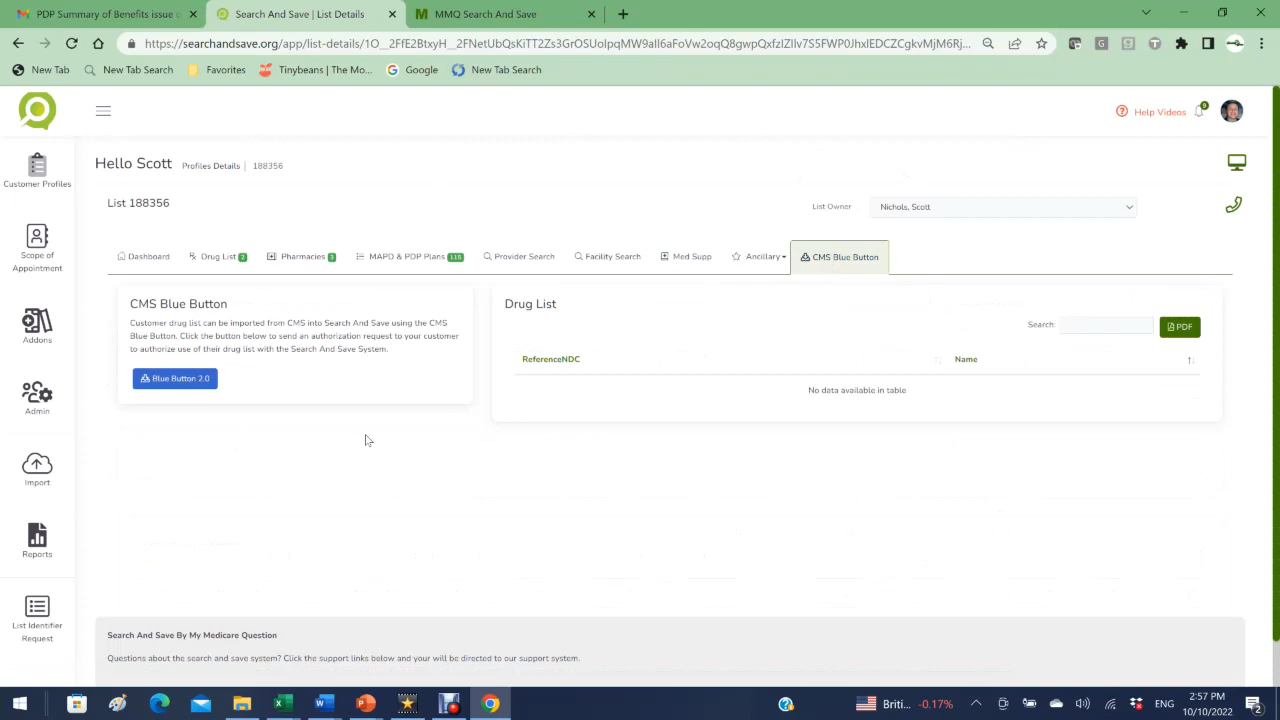 PDP Summary of Benefits issue
Search And Save | List Details
MMQ Search And Save
New Tab
New Tab Search
Favorites
Tinybeans | The Mo...
Google
New Tab Search
Help Videos
0
Customer Profiles
Hello Scott
Profiles Details |
188356
List 188356
List Owner
Nichols, Scott
Scope of
Appointment
Dashboard
Drug List 2
Pharmacies 3
MAPD & PDP Plans 115
Provider Search
Facility Search
Med Supp
Ancillary
CMS Blue Button
CMS Blue Button
Customer drug list can be imported from CMS into Search And Save using the CMS
Blue Button. Click the button below to send an authorization request to your customer
to authorize use of their drug list with the Search And Save System.
Blue Button 2.0
Drug List
Search:
PDF
ReferenceNDC
Name
No data available in table
Addons
Admin
Import
Reports
List Identifier
Request
Search And Save By My Medicare Question
Questions about the search and save system? Click the support links below and your will be directed to our support system.
Briti... -0.17%
ENG
2:57 PM
10/10/2022
2